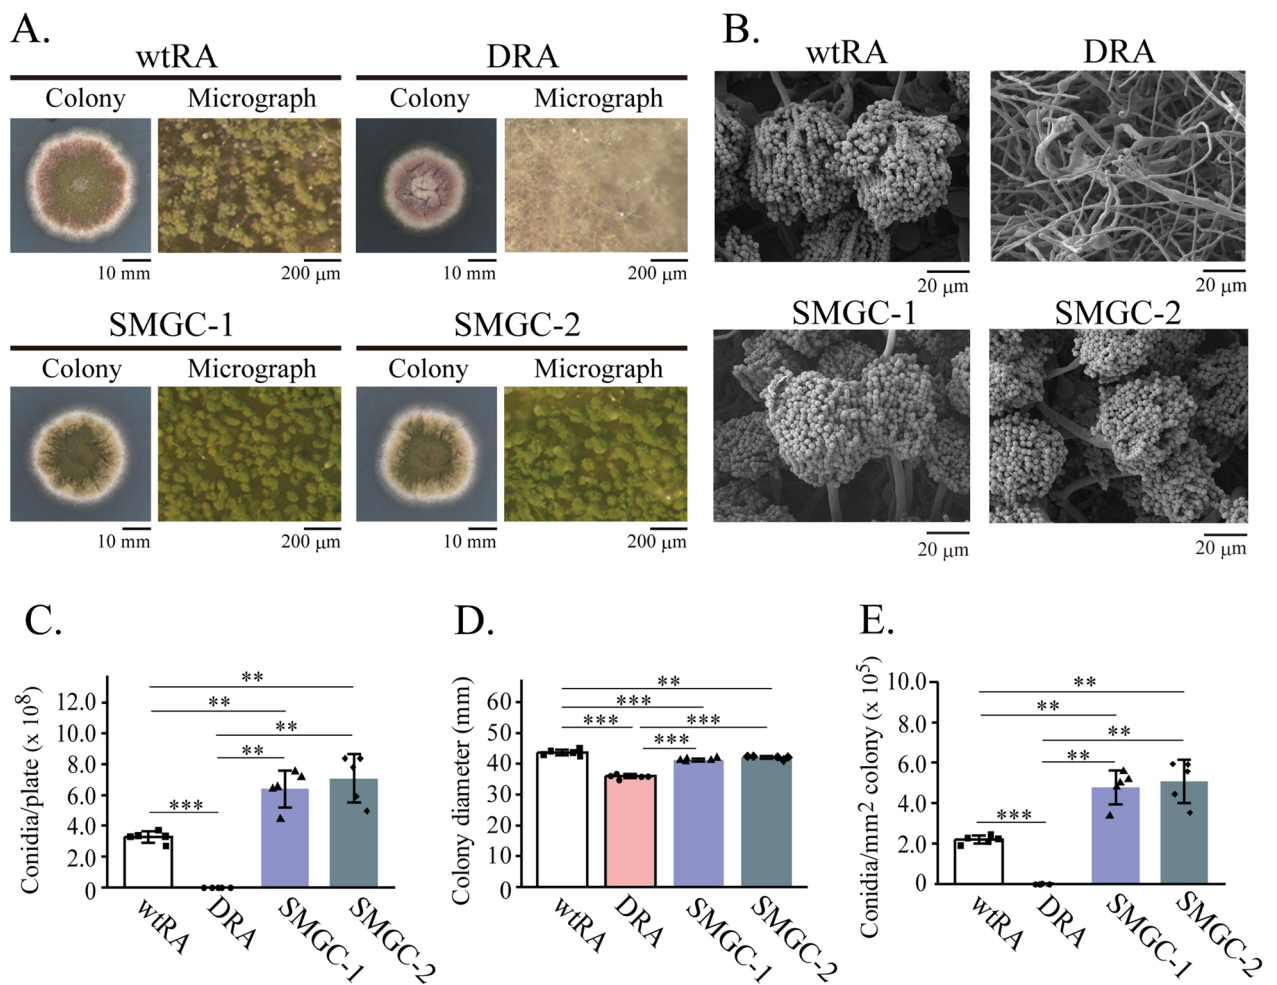 A.
wtRA
DRA
Colony
Micrograph
Colony
Micrograph
10 mm
200 μm
10 mm
200 μm
SMGC-1
SMGC-2
Colony
Micrograph
Colony
Micrograph
10 mm
200 μm
10 mm
200 μm
B.
wtRA
DRA
20 μm
20 μm
SMGC-1
SMGC-2
20 μm
20 μm
C.
Conidia/plate (x 10⁸)
12.0
10.0
8.0
6.0
4.0
2.0
0
**
**
**
**
***
wtRA
DRA
SMGC-1
SMGC-2
D.
Colony diameter (mm)
60
50
40
30
20
10
0
**
***
***
***
***
wtRA
DRA
SMGC-1
SMGC-2
E.
Conidia/mm2 colony (x 10⁵)
10.0
8.0
6.0
4.0
2.0
0
**
**
**
**
***
wtRA
DRA
SMGC-1
SMGC-2